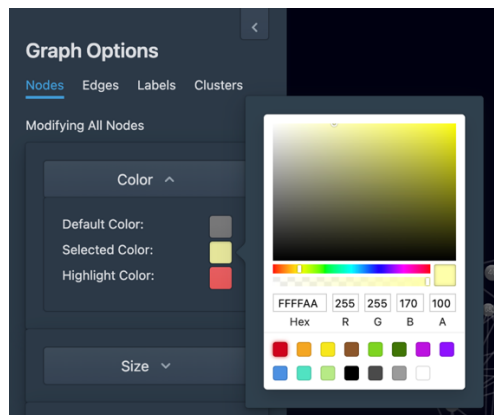 Graph Options
Nodes Edges Labels Clusters
Modifying All Nodes
Color
Default Color:
Selected Color:
Highlight Color:
Size
FFFFAA 255 255 170 100
Hex R G B A